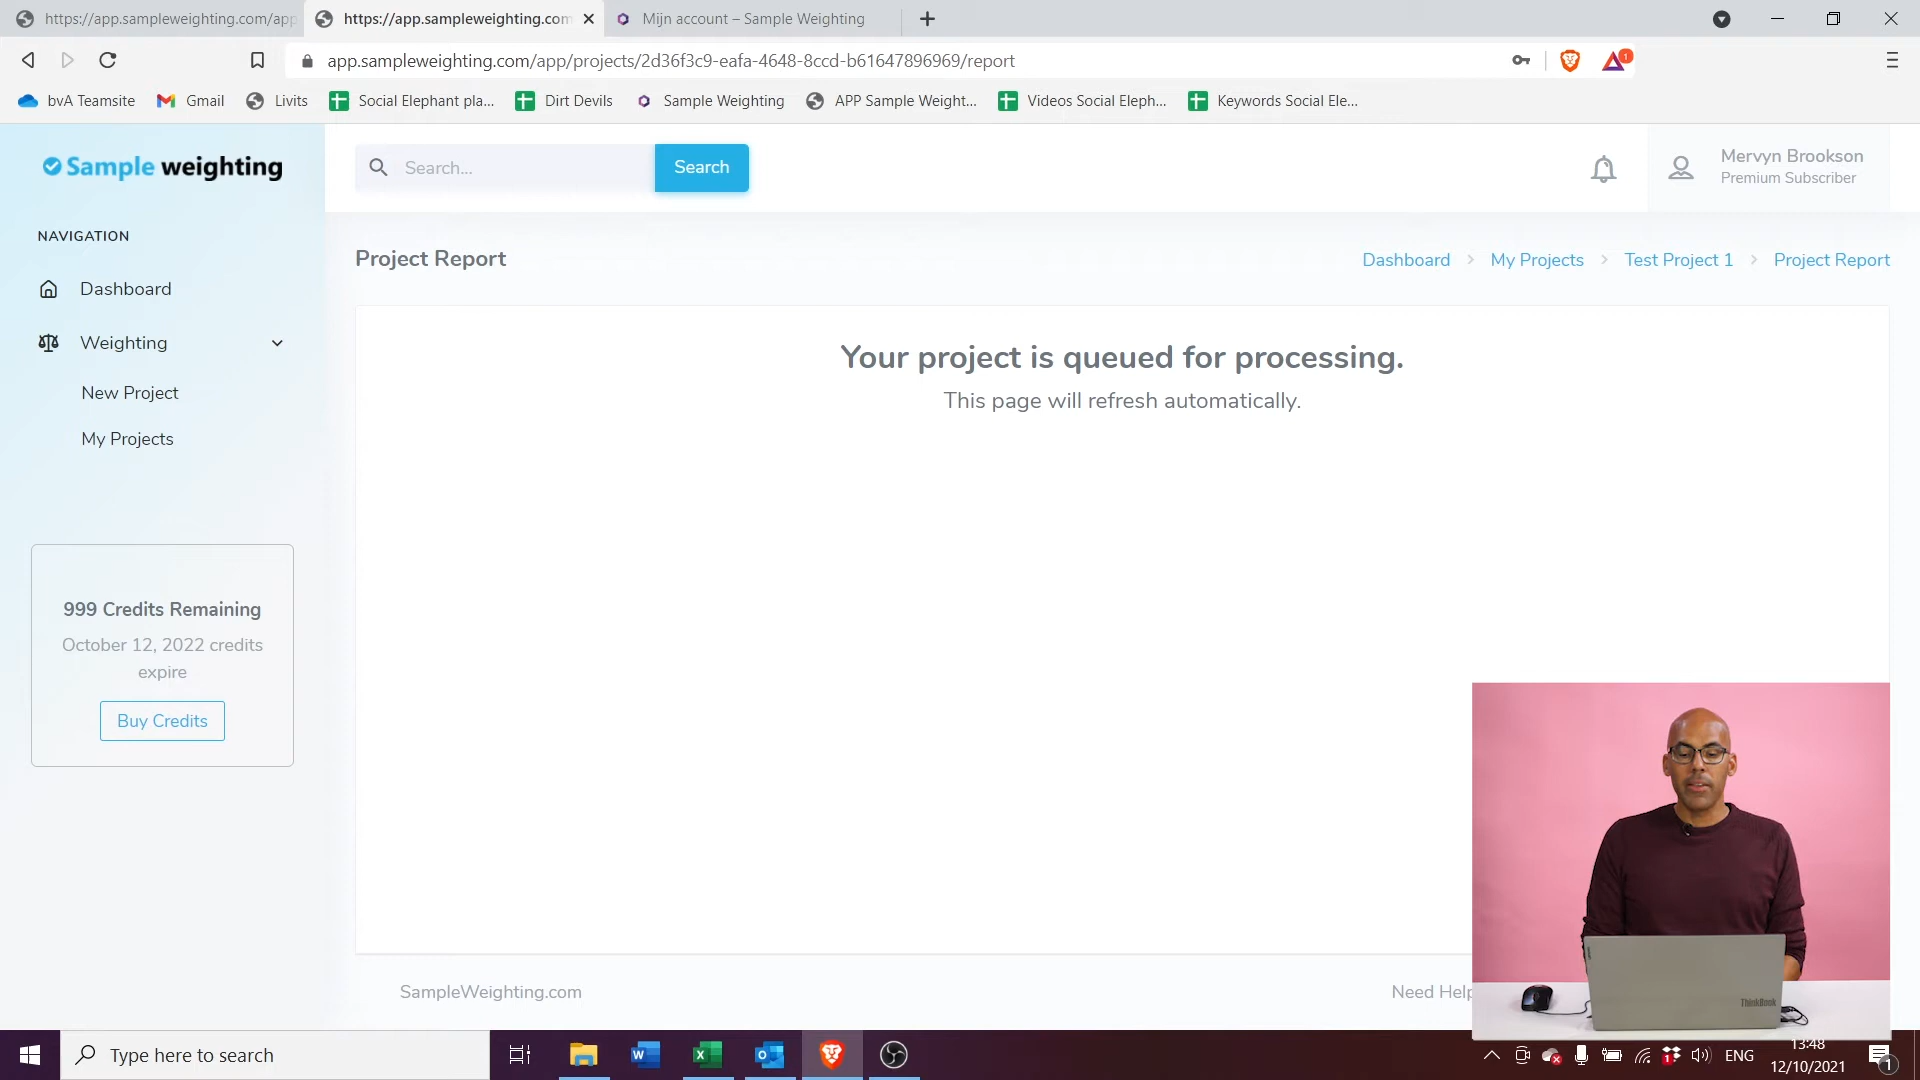 https://app.sampleweighting.com/app
https://app.sampleweighting.com
Mijn account – Sample Weighting
app.sampleweighting.com/app/projects/2d36f3c9-eafa-4648-8ccd-b61647896969/report
1
bvA Teamsite
Gmail
Livits
Social Elephant pla...
Dirt Devils
Sample Weighting
APP Sample Weight...
Videos Social Eleph...
Keywords Social Ele...
Sample weighting
Search...
Search
Mervyn Brookson
Premium Subscriber
NAVIGATION
Dashboard
Weighting
New Project
My Projects
Project Report
Dashboard > My Projects > Test Project 1 > Project Report
Your project is queued for processing.
This page will refresh automatically.
999 Credits Remaining
October 12, 2022 credits
expire
Buy Credits
SampleWeighting.com
Need Help
ThinkBook
Type here to search
ENG
13:48
12/10/2021
1